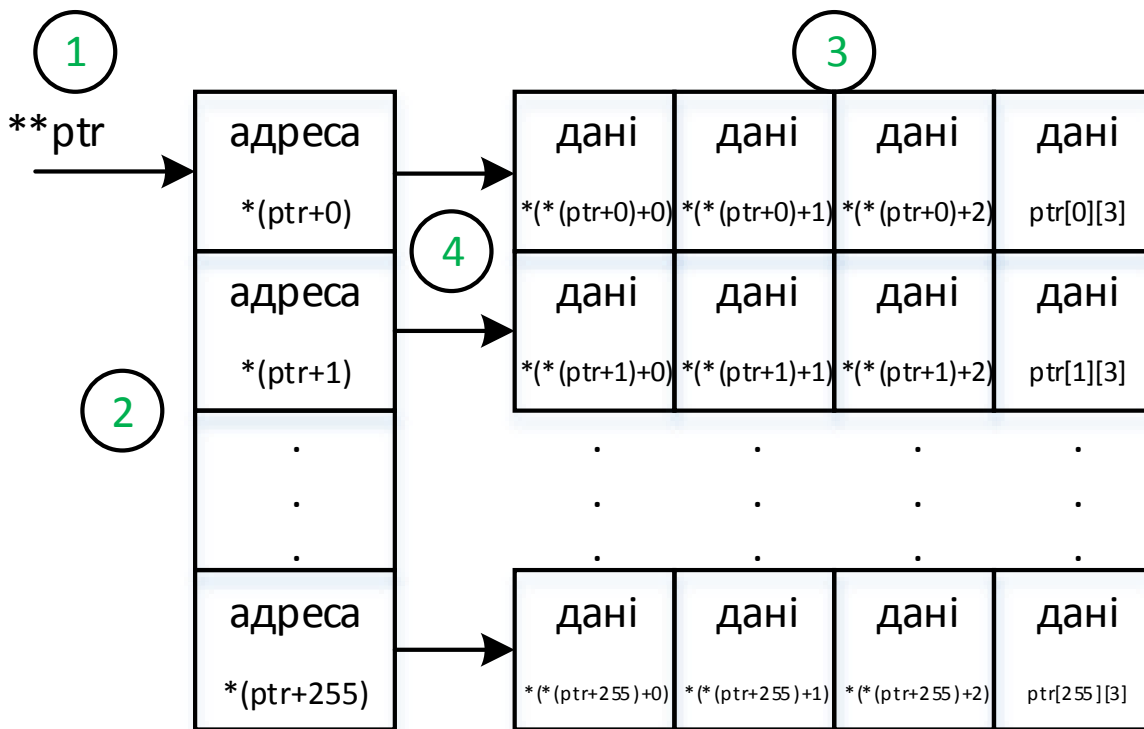 1
3
**ptr
адреса
дані
дані
дані
дані
*(ptr+0)
*(*(ptr+0)+0)
*(*(ptr+0)+1)
*(*(ptr+0)+2)
ptr[0][3]
4
адреса
дані
дані
дані
дані
*(ptr+1)
*(*(ptr+1)+0)
*(*(ptr+1)+1)
*(*(ptr+1)+2)
ptr[1][3]
2
. . . . .
. . . . .
. . . . .
адреса
дані
дані
дані
дані
*(ptr+255)
*(*(ptr+255)+0)
*(*(ptr+255)+1)
*(*(ptr+255)+2)
ptr[255][3]